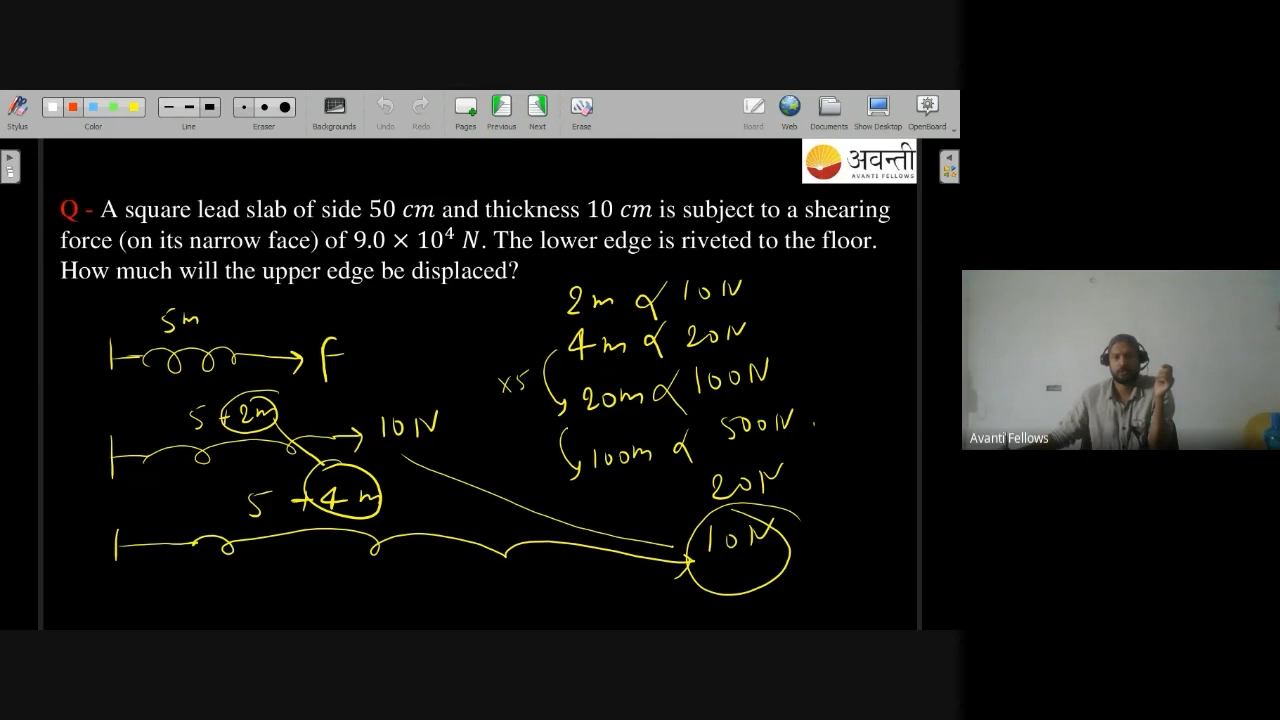 Stylus
Color
Line
Eraser
Backgrounds
Undo
Redo
Pages
Previous
Next
Erase
Board
Web
Documents
Show Desktop
OpenBoard
अवन्ती
AVANTI FELLOWS
Q - A square lead slab of side 50 cm and thickness 10 cm is subject to a shearing
force (on its narrow face) of 9.0 × 10⁴ N. The lower edge is riveted to the floor.
How much will the upper edge be displaced?
5m
F
5 + 2m
10N
5 + 4m
2m ∝ 10N
4m ∝ 20N
x5
20m ∝ 100N
100m ∝ 500N
20N
10N
Avanti Fellows